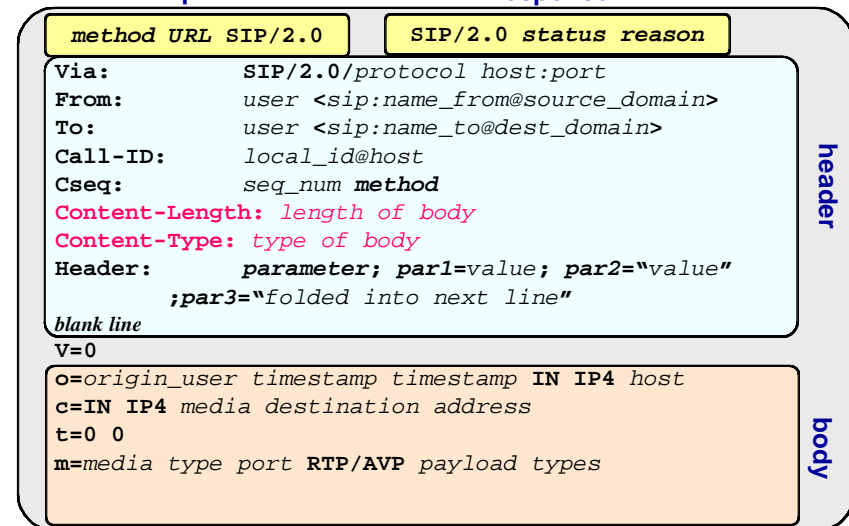 method URL SIP/2.0
SIP/2.0 status reason
Via: SIP/2.0/protocol host:port
From: user <sip:name_from@source_domain>
To: user <sip:name_to@dest_domain>
Call-ID: local_id@host
Cseq: seq_num method
Content-Length: length of body
Content-Type: type of body
Header: parameter; par1=value; par2=“value”
;par3=“folded into next line”
blank line
header
V=0
o=origin_user timestamp timestamp IN IP4 host
c=IN IP4 media destination address
t=0 0
m=media type port RTP/AVP payload types
body